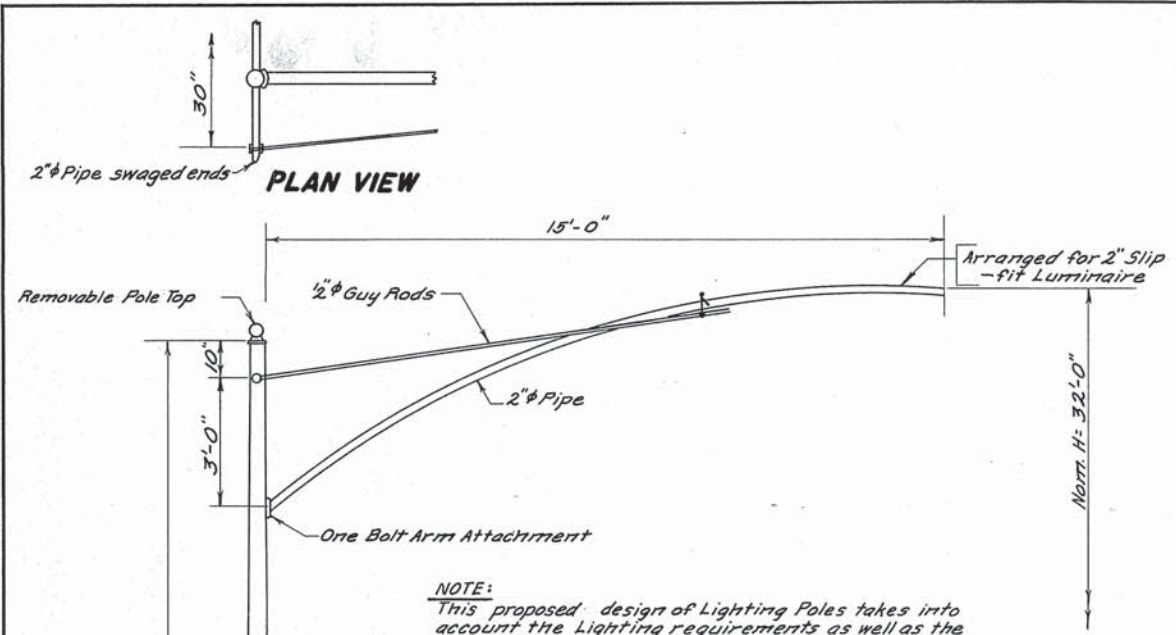 30"
2"φ Pipe swaged ends
PLAN VIEW
15'-0"
Arranged for 2" Slip
-fit Luminaire
Removable Pole Top
1/2"φ Guy Rods
10"
2"φ Pipe
3'-0"
Nom. H= 32'-0"
One Bolt Arm Attachment
NOTE:
This proposed design of Lighting Poles takes into
account the Lighting requirements as well as the